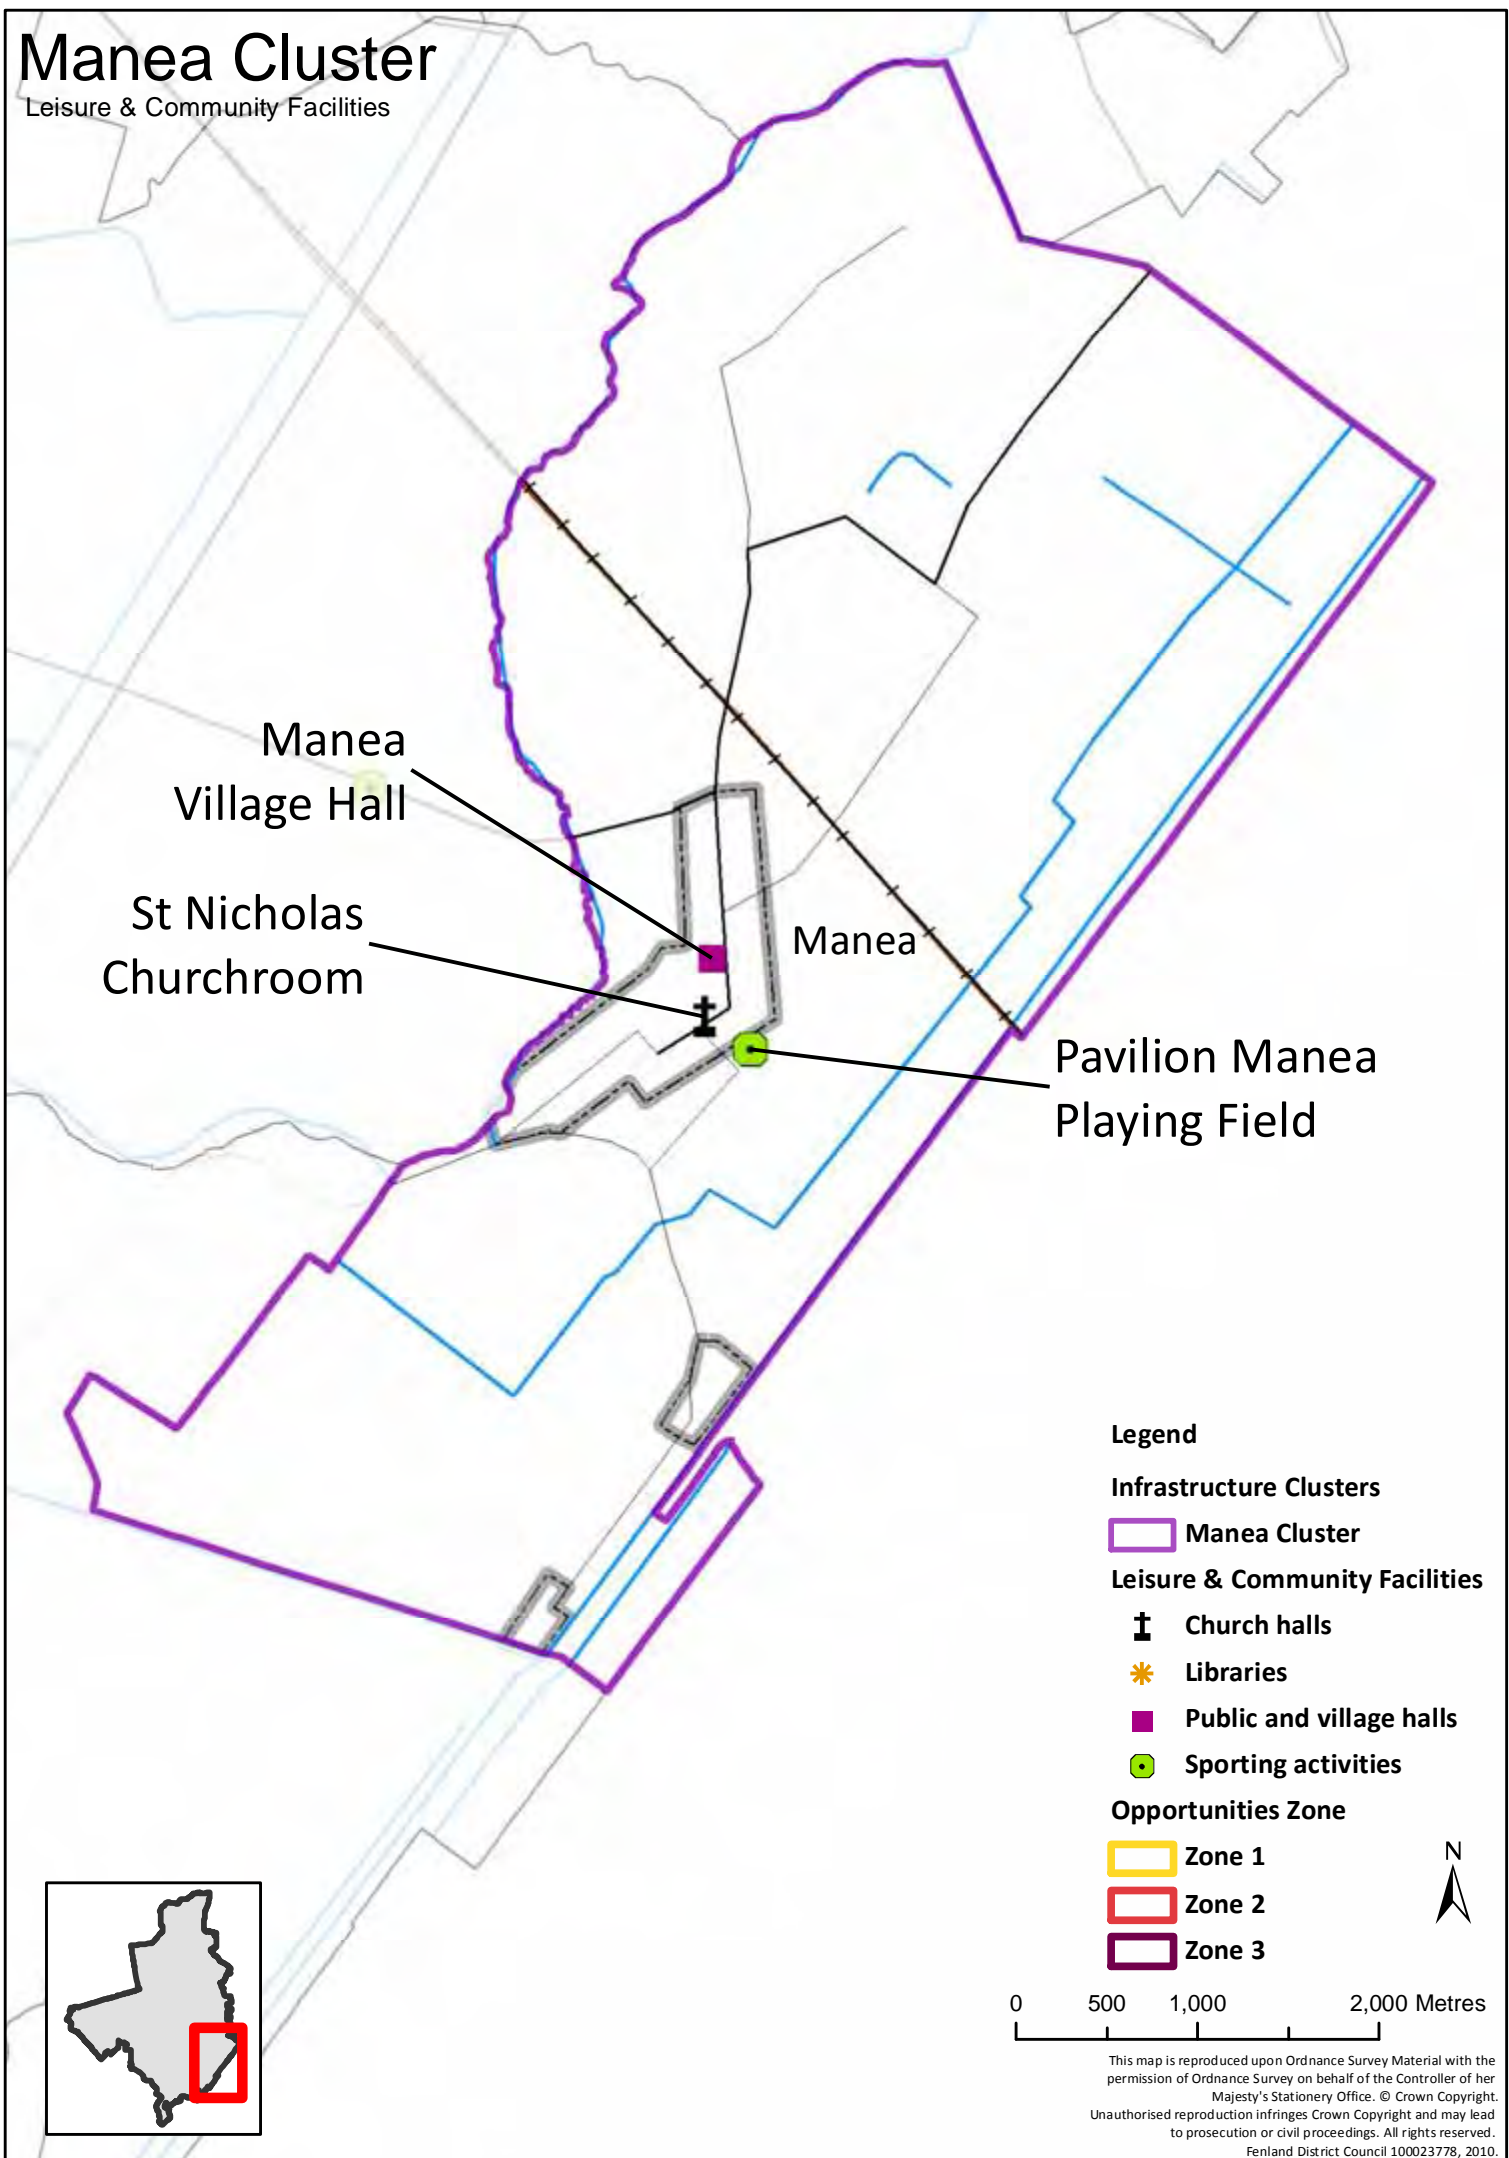 Manea Cluster
Leisure & Community Facilities
Manea
Village Hall
St Nicholas
Churchroom
Manea
Pavilion Manea
Playing Field
Legend
Infrastructure Clusters
Manea Cluster
Leisure & Community Facilities
Church halls
Libraries
Public and village halls
Sporting activities
Opportunities Zone
Zone 1
Zone 2
Zone 3
N
0 500 1,000 2,000 Metres
This map is reproduced upon Ordnance Survey Material with the
permission of Ordnance Survey on behalf of the Controller of her
Majesty's Stationery Office. © Crown Copyright.
Unauthorised reproduction infringes Crown Copyright and may lead
to prosecution or civil proceedings. All rights reserved.
Fenland District Council 100023778, 2010.